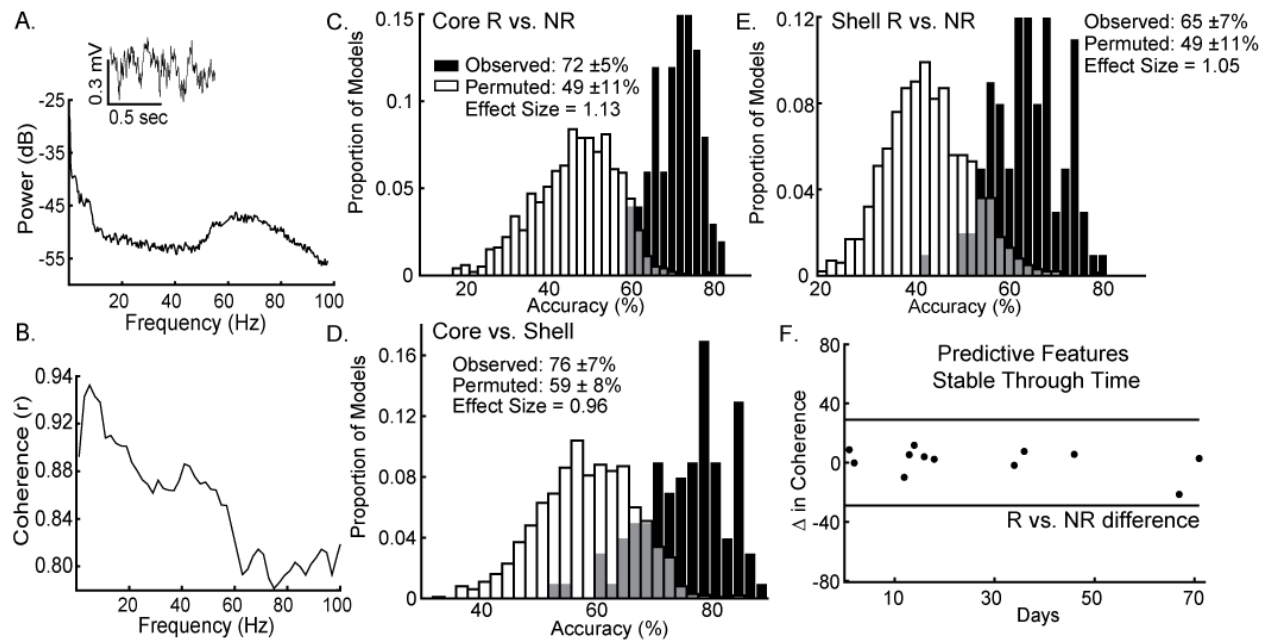 A.
0.3 mV
0.5 sec
-25
-35
-45
-55
Power (dB)
20 40 60 80 100
Frequency (Hz)
B.
0.94
0.92
0.88
0.84
0.80
Coherence (r)
0 20 40 60 80 100
Frequency (Hz)
C.
Core R vs. NR
Observed: 72 ±5%
Permuted: 49 ±11%
Effect Size = 1.13
0.15
0.1
0.05
0
Proportion of Models
20 40 60 80
Accuracy (%)
D.
Core vs. Shell
Observed: 76 ±7%
Permuted: 59 ± 8%
Effect Size = 0.96
0.16
0.12
0.08
0.04
0
Proportion of Models
40 60 80
Accuracy (%)
E.
Shell R vs. NR
Observed: 65 ±7%
Permuted: 49 ±11%
Effect Size = 1.05
0.12
0.08
0.04
0
Proportion of Models
20 40 60 80
Accuracy (%)
F.
Predictive Features
Stable Through Time
80
40
0
-40
-80
Δ in Coherence
R vs. NR difference
10 30 50 70
Days